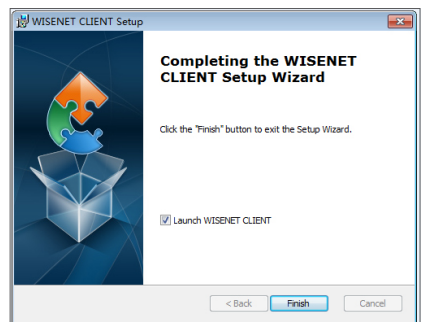 WISENET CLIENT Setup
Completing the WISENET
CLIENT Setup Wizard
Click the "Finish" button to exit the Setup Wizard.
Launch WISENET CLIENT
< Back Finish Cancel